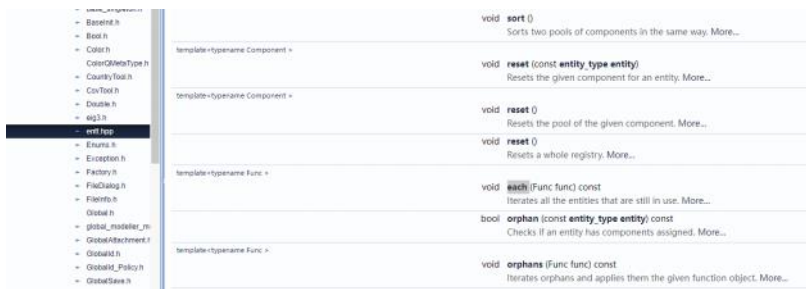 BaseInit.h
Bool.h
Color.h
ColorQMetaType.h
CountryTool.h
CovTool.h
Double.h
eig3.h
entt.hpp
Enums.h
Exception.h
Factory.h
FileDialog.h
FileInfo.h
Global.h
global_modeller_m
GlobalAttachment.h
GlobalId.h
GlobalId_Policy.h
GlobalSave.h
void sort ()
Sorts two pools of components in the same way. More...
template<typename Component >
void reset (const entity_type entity)
Resets the given component for an entity. More...
template<typename Component >
void reset ()
Resets the pool of the given component. More...
void reset ()
Resets a whole registry. More...
template<typename Func >
void each (Func func) const
Iterates all the entities that are still in use. More...
bool orphan (const entity_type entity) const
Checks if an entity has components assigned. More...
template<typename Func >
void orphans (Func func) const
Iterates orphans and applies them the given function object. More...